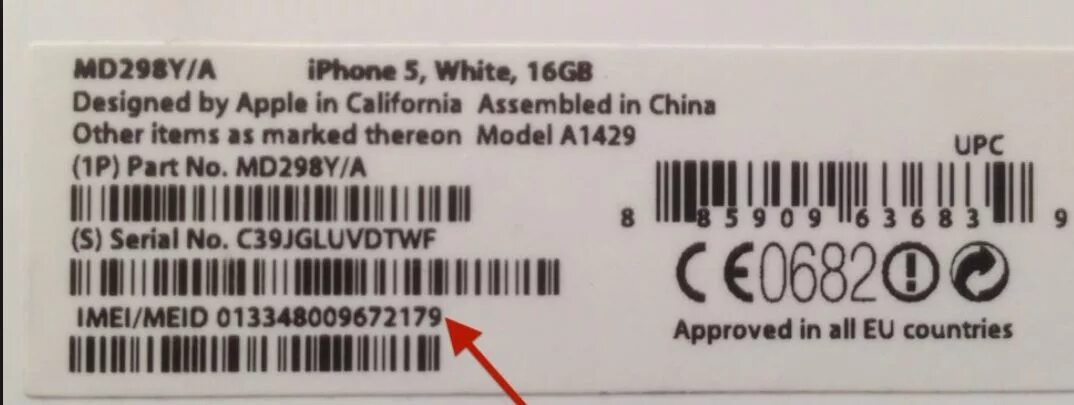 MD298Y/A iPhone 5, White, 16GB
Designed by Apple in California Assembled in China
Other items as marked thereon Model A1429
(1P) Part No. MD298Y/A
(S) Serial No. C39JGLUVDTWF
IMEI/MEID 013348009672179
UPC
8 85909 63683 9
CE0682
Approved in all EU countries